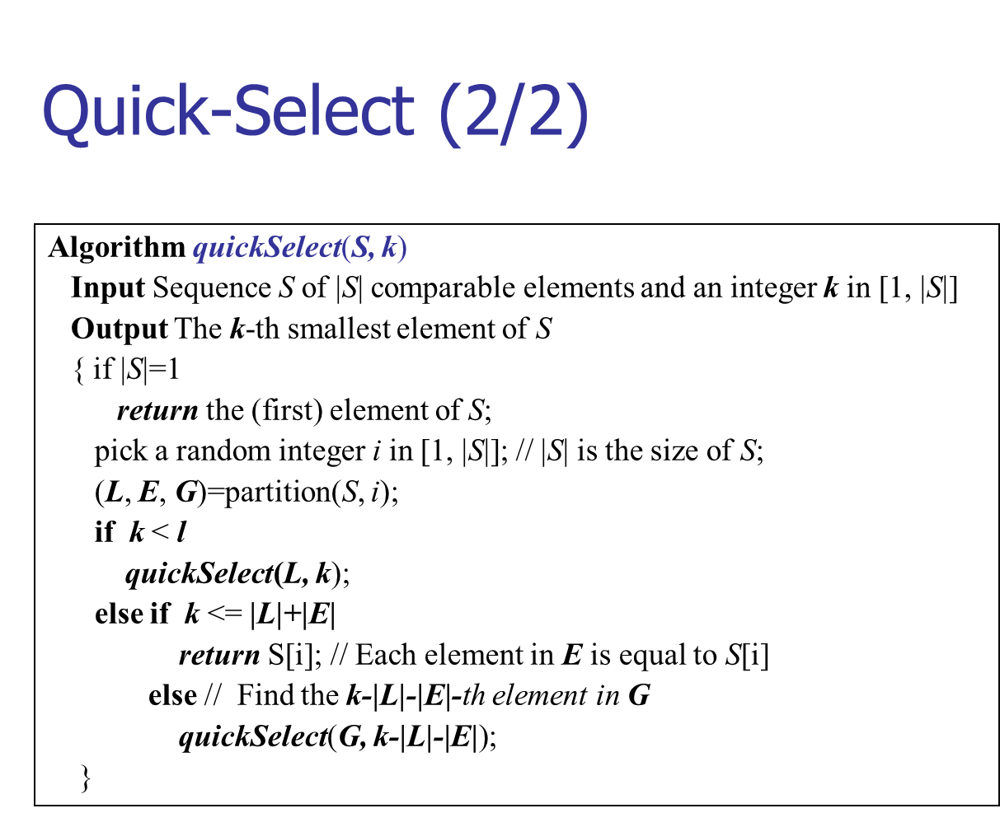 Quick-Select (2/2)
Algorithm quickSelect(S, k)
Input Sequence S of |S| comparable elements and an integer k in [1, |S|]
Output The k-th smallest element of S
{ if |S|=1
return the (first) element of S;
pick a random integer i in [1, |S|]; // |S| is the size of S;
(L, E, G)=partition(S, i);
if k < l
quickSelect(L, k);
else if k <= |L|+|E|
return S[i]; // Each element in E is equal to S[i]
else // Find the k-|L|-|E|-th element in G
quickSelect(G, k-|L|-|E|);
}